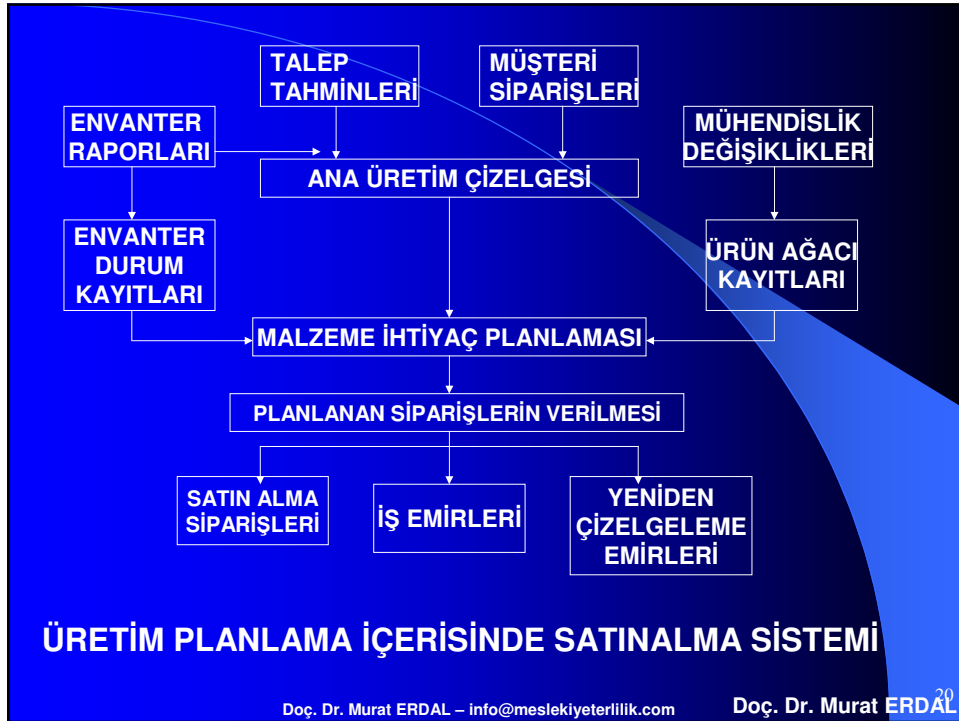 TALEP
TAHMİNLERİ
MÜŞTERİ
SİPARİŞLERİ
ENVANTER
RAPORLARI
MÜHENDİSLİK
DEĞİŞİKLİKLERİ
ANA ÜRETİM ÇİZELGESİ
ENVANTER
DURUM
KAYITLARI
ÜRÜN AĞACI
KAYITLARI
MALZEME İHTİYAÇ PLANLAMASI
PLANLANAN SİPARİŞLERİN VERİLMESİ
SATIN ALMA
SİPARİŞLERİ
İŞ EMİRLERİ
YENİDEN
ÇİZELGELEME
EMİRLERİ
ÜRETİM PLANLAMA İÇERİSİNDE SATINALMA SİSTEMİ
Doç. Dr. Murat ERDAL – info@meslekiyeterlilik.com
Doç. Dr. Murat ERDAL
20